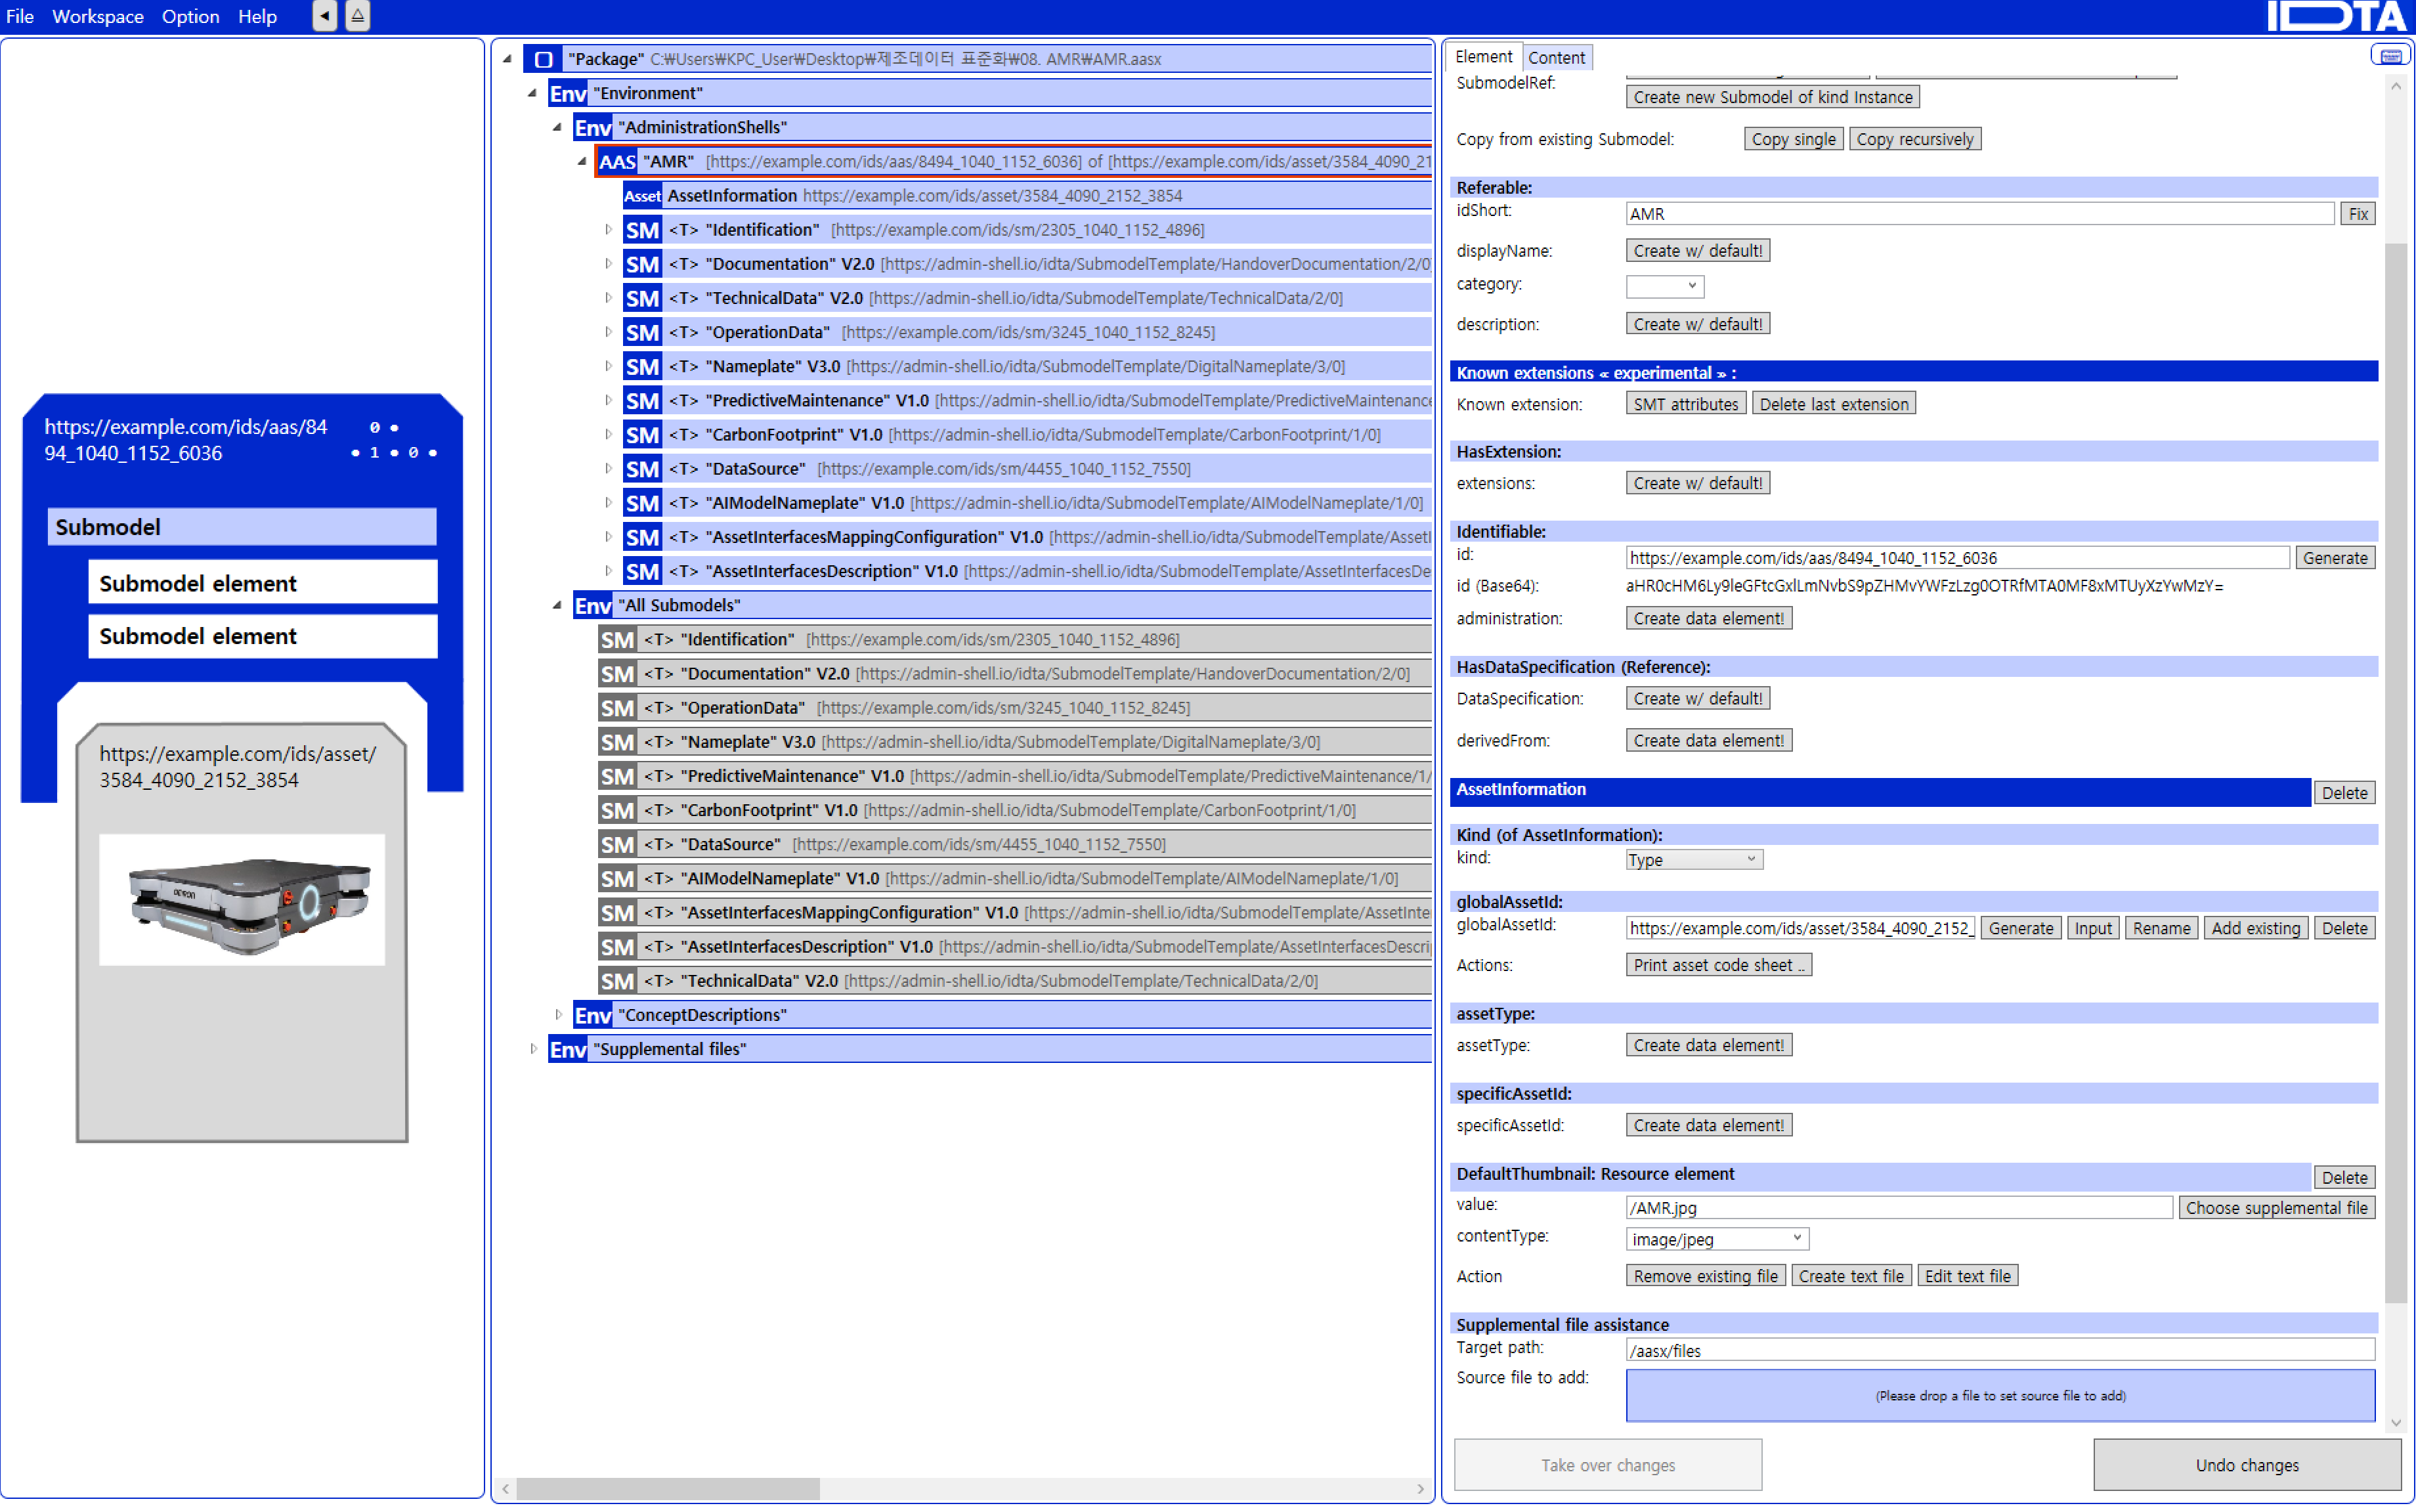 File Workspace Option Help
IDTA
https://example.com/ids/aas/84
94_1040_1152_6036
0 •
• 1 • 0 •
Submodel
Submodel element
Submodel element
https://example.com/ids/asset/
3584_4090_2152_3854
"Package" C:₩Users₩KPC_User₩Desktop₩제조데이터 표준화₩08. AMR₩AMR.aasx
Env "Environment"
Env "AdministrationShells"
AAS "AMR" [https://example.com/ids/aas/8494_1040_1152_6036] of [https://example.com/ids/asset/3584_4090_21
Asset AssetInformation https://example.com/ids/asset/3584_4090_2152_3854
SM <T> "Identification" [https://example.com/ids/sm/2305_1040_1152_4896]
SM <T> "Documentation" V2.0 [https://admin-shell.io/idta/SubmodelTemplate/HandoverDocumentation/2/0]
SM <T> "TechnicalData" V2.0 [https://admin-shell.io/idta/SubmodelTemplate/TechnicalData/2/0]
SM <T> "OperationData" [https://example.com/ids/sm/3245_1040_1152_8245]
SM <T> "Nameplate" V3.0 [https://admin-shell.io/idta/SubmodelTemplate/DigitalNameplate/3/0]
SM <T> "PredictiveMaintenance" V1.0 [https://admin-shell.io/idta/SubmodelTemplate/PredictiveMaintenance
SM <T> "CarbonFootprint" V1.0 [https://admin-shell.io/idta/SubmodelTemplate/CarbonFootprint/1/0]
SM <T> "DataSource" [https://example.com/ids/sm/4455_1040_1152_7550]
SM <T> "AIModelNameplate" V1.0 [https://admin-shell.io/idta/SubmodelTemplate/AIModelNameplate/1/0]
SM <T> "AssetInterfacesMappingConfiguration" V1.0 [https://admin-shell.io/idta/SubmodelTemplate/AssetI
SM <T> "AssetInterfacesDescription" V1.0 [https://admin-shell.io/idta/SubmodelTemplate/AssetInterfacesDe
Env "All Submodels"
SM <T> "Identification" [https://example.com/ids/sm/2305_1040_1152_4896]
SM <T> "Documentation" V2.0 [https://admin-shell.io/idta/SubmodelTemplate/HandoverDocumentation/2/0]
SM <T> "OperationData" [https://example.com/ids/sm/3245_1040_1152_8245]
SM <T> "Nameplate" V3.0 [https://admin-shell.io/idta/SubmodelTemplate/DigitalNameplate/3/0]
SM <T> "PredictiveMaintenance" V1.0 [https://admin-shell.io/idta/SubmodelTemplate/PredictiveMaintenance/1/
SM <T> "CarbonFootprint" V1.0 [https://admin-shell.io/idta/SubmodelTemplate/CarbonFootprint/1/0]
SM <T> "DataSource" [https://example.com/ids/sm/4455_1040_1152_7550]
SM <T> "AIModelNameplate" V1.0 [https://admin-shell.io/idta/SubmodelTemplate/AIModelNameplate/1/0]
SM <T> "AssetInterfacesMappingConfiguration" V1.0 [https://admin-shell.io/idta/SubmodelTemplate/AssetInte
SM <T> "AssetInterfacesDescription" V1.0 [https://admin-shell.io/idta/SubmodelTemplate/AssetInterfacesDescri
SM <T> "TechnicalData" V2.0 [https://admin-shell.io/idta/SubmodelTemplate/TechnicalData/2/0]
Env "ConceptDescriptions"
Env "Supplemental files"
Element Content
SubmodelRef:
Create new Submodel of kind Instance
Copy from existing Submodel: Copy single Copy recursively
Referable:
idShort: AMR Fix
displayName: Create w/ default!
category:
description: Create w/ default!
Known extensions « experimental » :
Known extension: SMT attributes Delete last extension
HasExtension:
extensions: Create w/ default!
Identifiable:
id: https://example.com/ids/aas/8494_1040_1152_6036 Generate
id (Base64): aHR0cHM6Ly9leGFtcGxlLmNvbS9pZHMvYWFzLzg0OTRfMTA0MF8xMTUyXzYwMzY=
administration: Create data element!
HasDataSpecification (Reference):
DataSpecification: Create w/ default!
derivedFrom: Create data element!
AssetInformation Delete
Kind (of AssetInformation):
kind: Type
globalAssetId:
globalAssetId: https://example.com/ids/asset/3584_4090_2152_ Generate Input Rename Add existing Delete
Actions: Print asset code sheet ..
assetType:
assetType: Create data element!
specificAssetId:
specificAssetId: Create data element!
DefaultThumbnail: Resource element Delete
value: /AMR.jpg Choose supplemental file
contentType: image/jpeg
Action Remove existing file Create text file Edit text file
Supplemental file assistance
Target path: /aasx/files
Source file to add: (Please drop a file to set source file to add)
Take over changes Undo changes